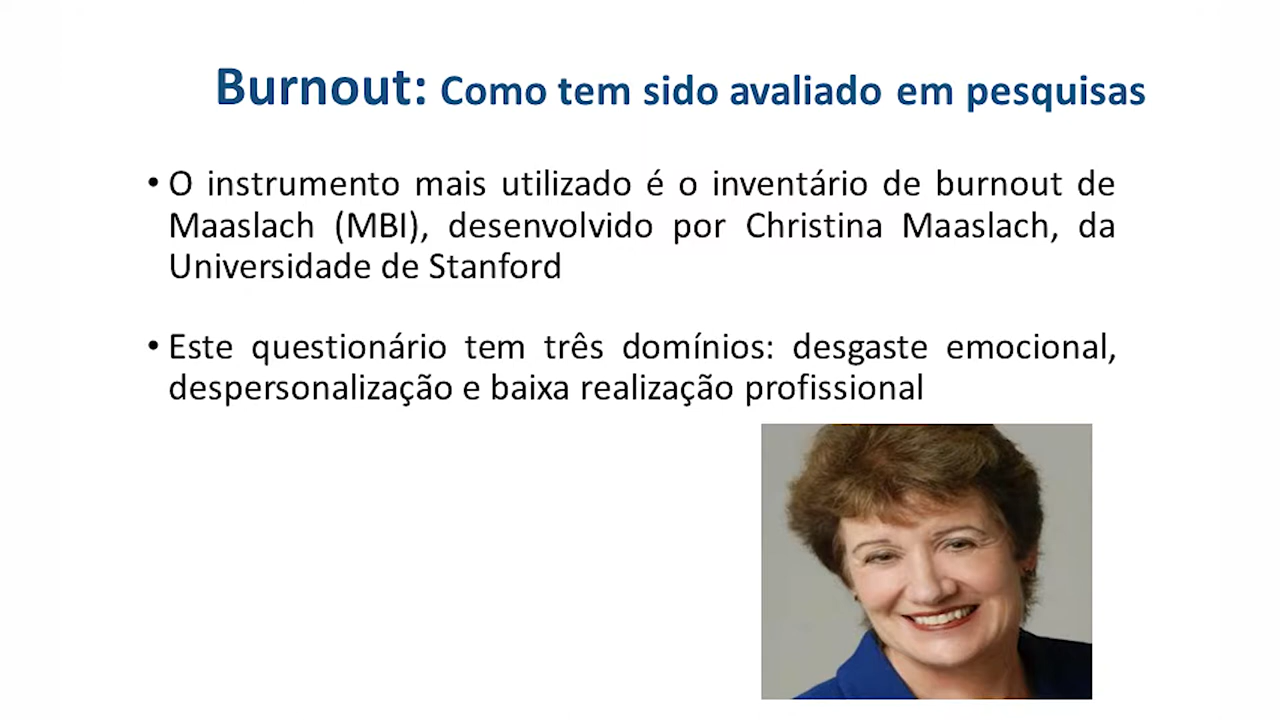 Burnout: Como tem sido avaliado em pesquisas
• O instrumento mais utilizado é o inventário de burnout de
Maaslach (MBI), desenvolvido por Christina Maaslach, da
Universidade de Stanford
• Este questionário tem três domínios: desgaste emocional,
despersonalização e baixa realização profissional